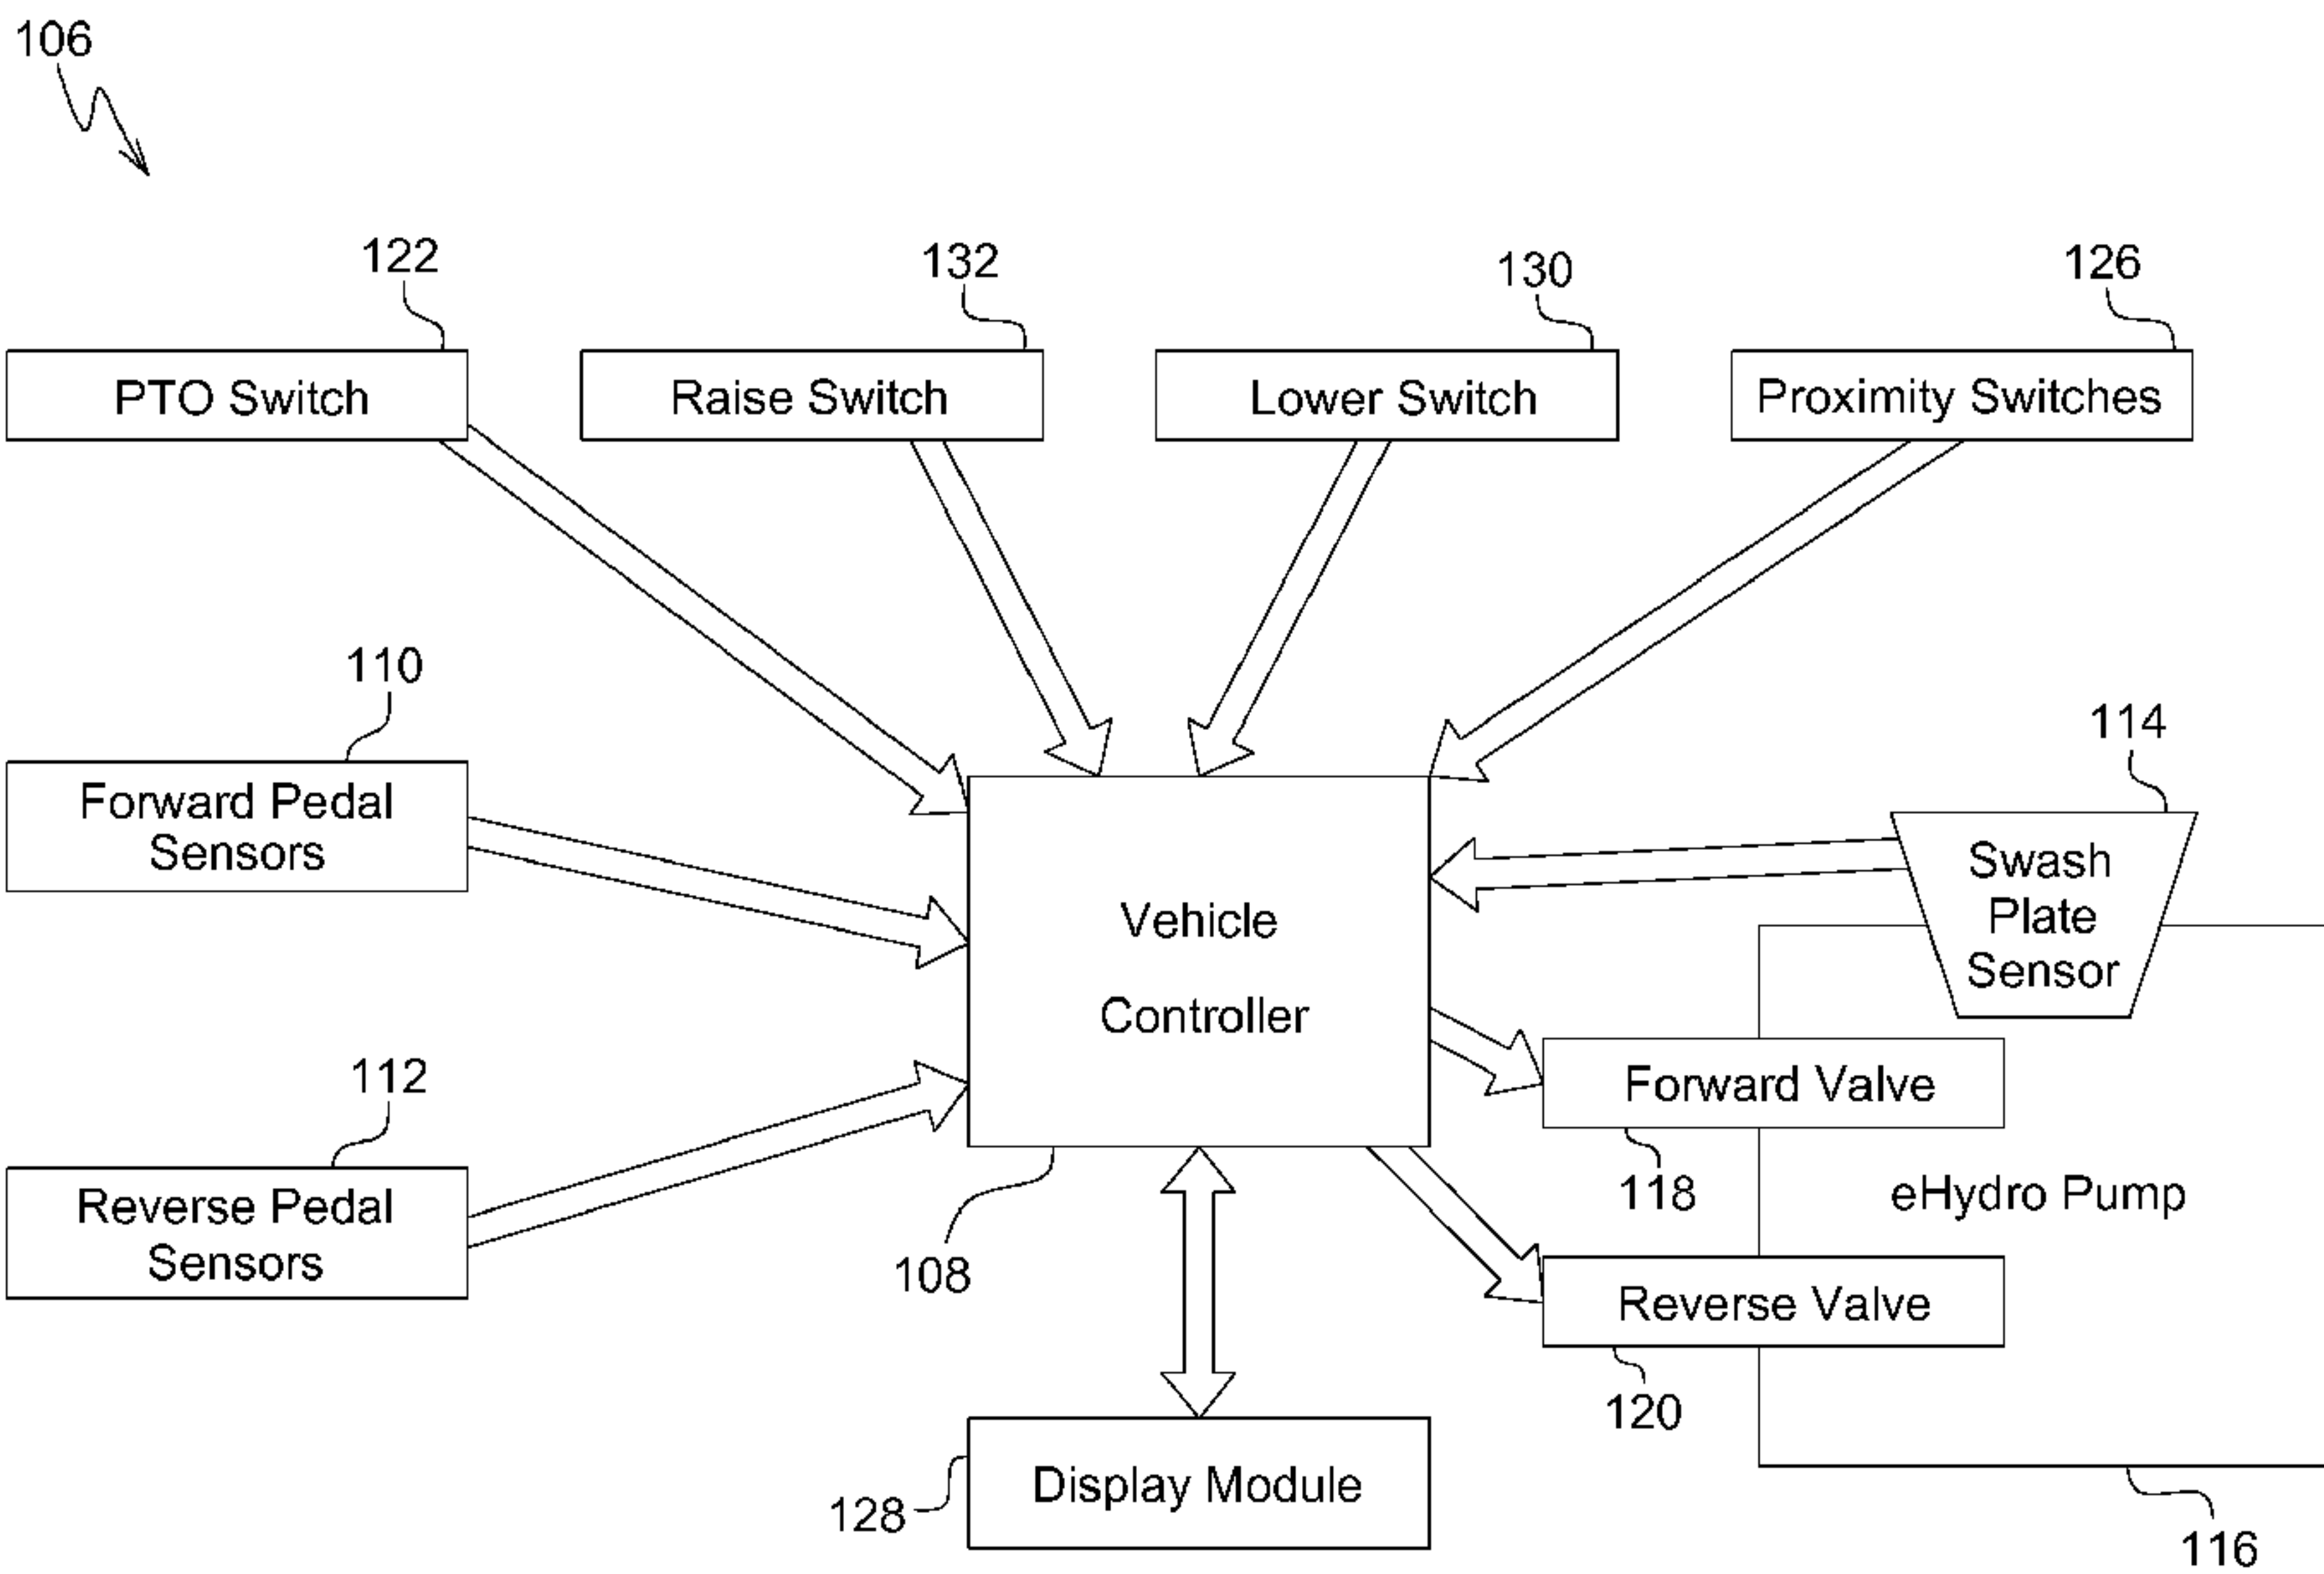 106
122
132
130
126
PTO Switch
Raise Switch
Lower Switch
Proximity Switches
110
114
Forward Pedal
Sensors
Swash
Plate
Sensor
Vehicle
Controller
112
Forward Valve
118
eHydro Pump
Reverse Pedal
Sensors
108
Reverse Valve
120
Display Module
128
116